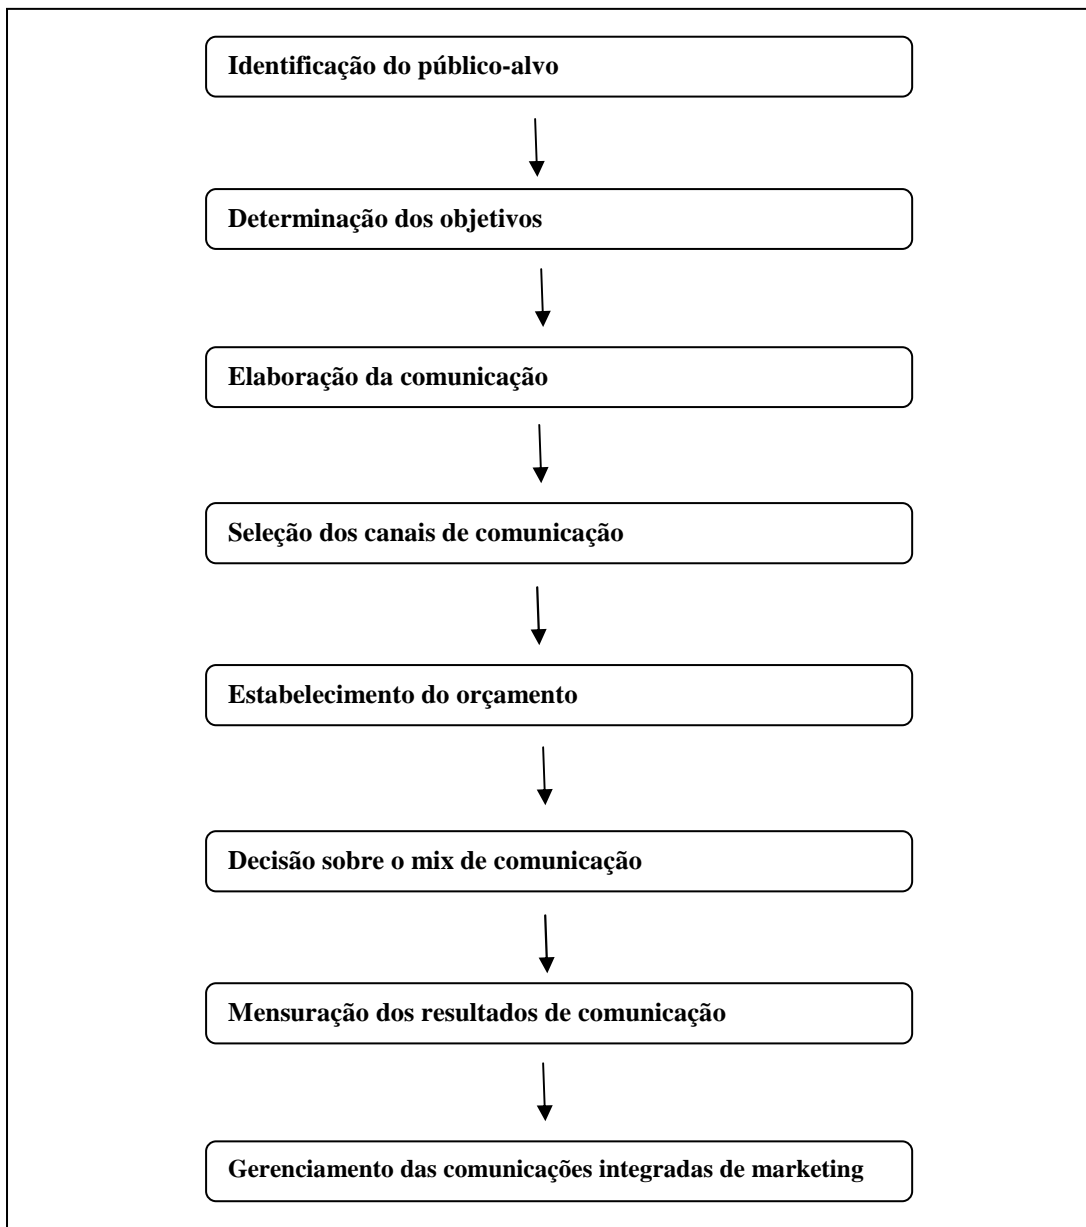 Identificação do público-alvo
Determinação dos objetivos
Elaboração da comunicação
Seleção dos canais de comunicação
Estabelecimento do orçamento
Decisão sobre o mix de comunicação
Mensuração dos resultados de comunicação
Gerenciamento das comunicações integradas de marketing